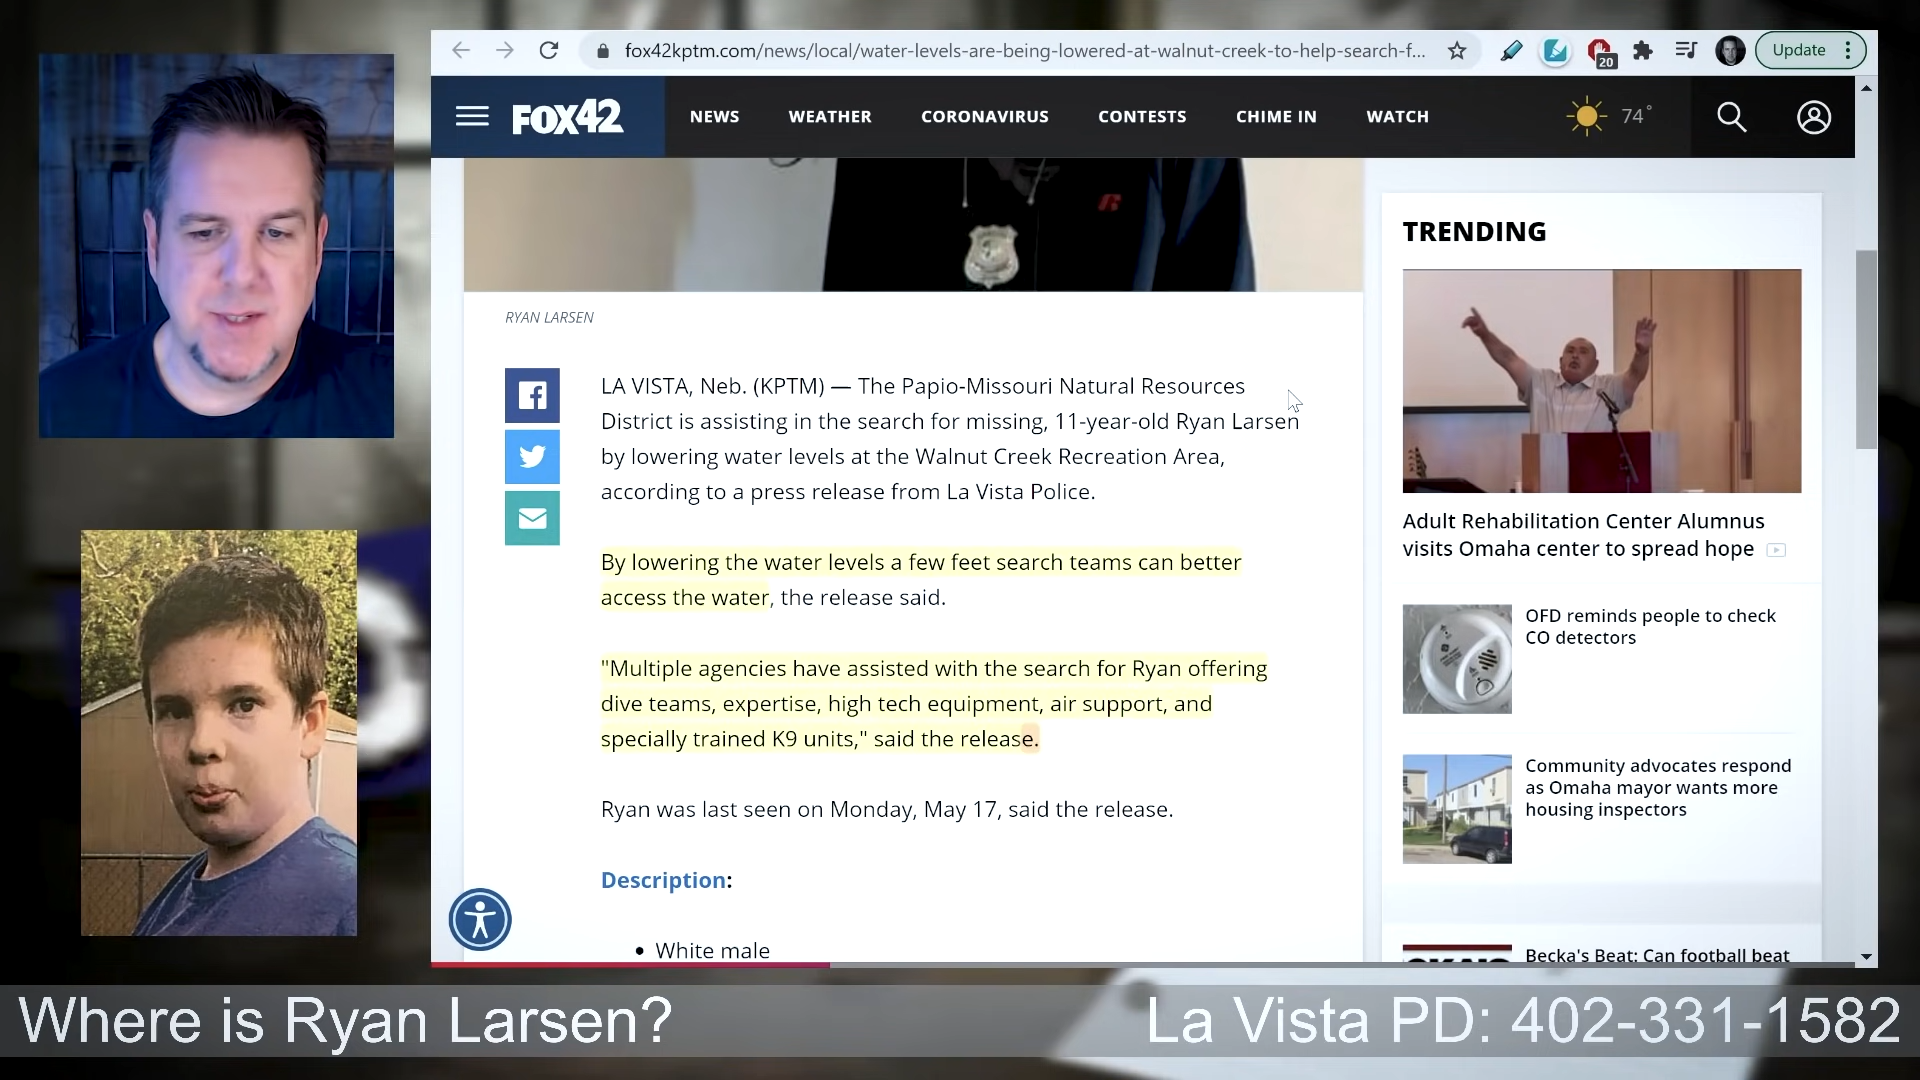 fox42kptm.com/news/local/water-levels-are-being-lowered-at-walnut-creek-to-help-search-f...
20
Update
FOX42
NEWS
WEATHER
CORONAVIRUS
CONTESTS
CHIME IN
WATCH
74°
RYAN LARSEN
LA VISTA, Neb. (KPTM) — The Papio-Missouri Natural Resources
District is assisting in the search for missing, 11-year-old Ryan Larsen
by lowering water levels at the Walnut Creek Recreation Area,
according to a press release from La Vista Police.
By lowering the water levels a few feet search teams can better
access the water, the release said.
"Multiple agencies have assisted with the search for Ryan offering
dive teams, expertise, high tech equipment, air support, and
specially trained K9 units," said the release.
Ryan was last seen on Monday, May 17, said the release.
Description:
• White male
TRENDING
Adult Rehabilitation Center Alumnus
visits Omaha center to spread hope
OFD reminds people to check
CO detectors
Community advocates respond
as Omaha mayor wants more
housing inspectors
Becka's Beat: Can football beat
Where is Ryan Larsen?
La Vista PD: 402-331-1582